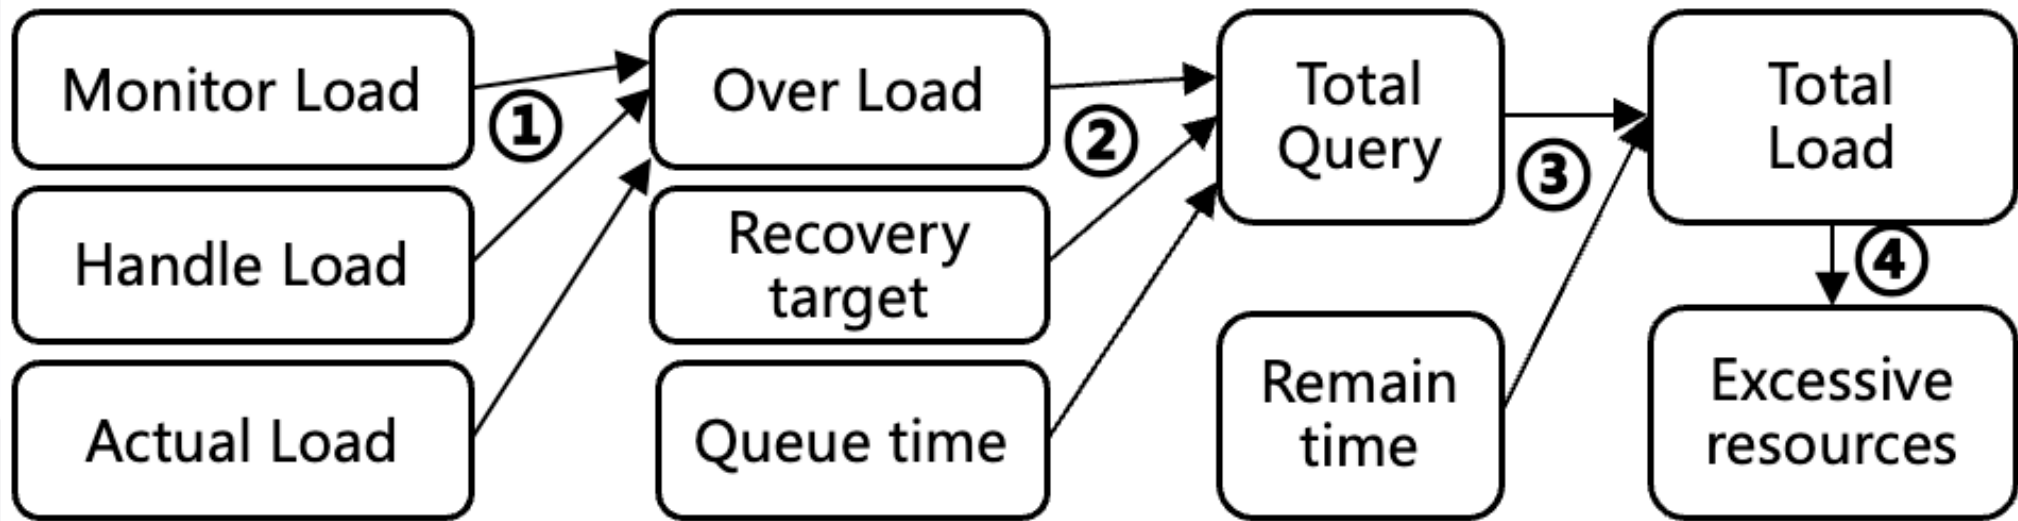 Monitor Load
①
Over Load
②
Total
Query
③
Total
Load
④
Handle Load
Recovery
target
Actual Load
Queue time
Remain
time
Excessive
resources